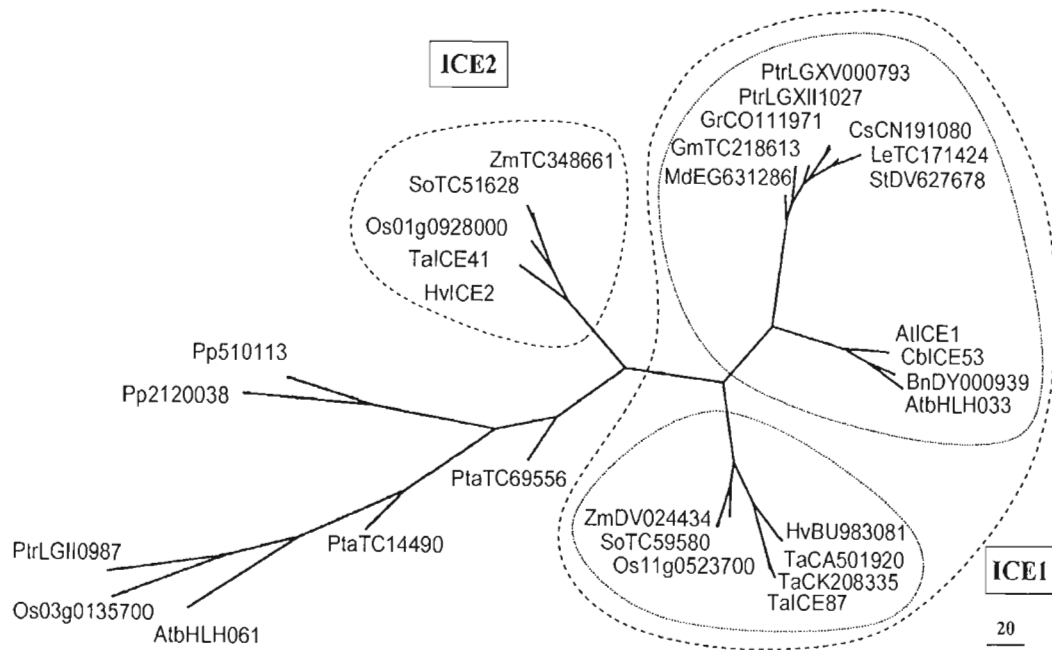 ICE2
PtrLGXV000793
PtrLGXII1027
GrCO111971
CsCN191080
GmTC218613
LeTC171424
MdEG631286
StDV627678
ZmTC348661
SoTC51628
Os01g0928000
TaICE41
HvICE2
AtICE1
CbICE53
BnDY000939
AtbHLH033
Pp510113
Pp2120038
PtaTC69556
PtaTC14490
PtrLGII0987
Os03g0135700
AtbHLH061
ZmDV024434
SoTC59580
Os11g0523700
HvBU983081
TaCA501920
TaCK208335
TaICE87
ICE1
20